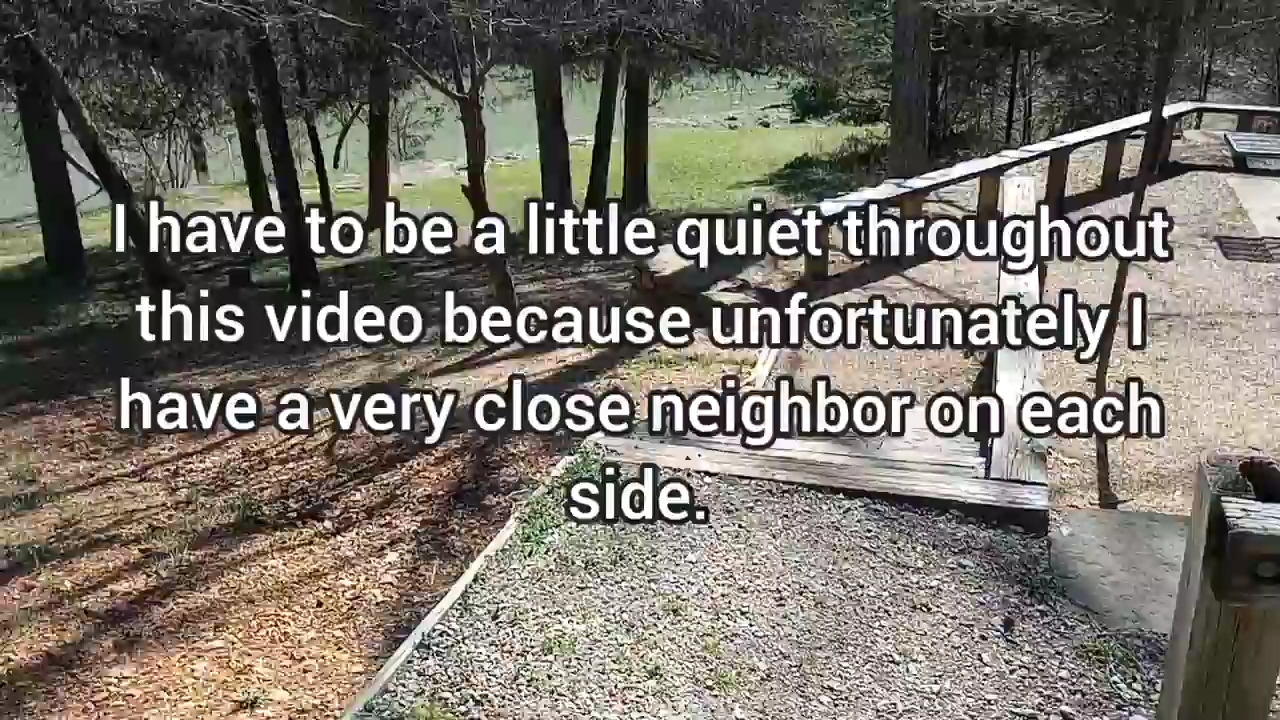 I have to be a little quiet throughout
this video because unfortunately I
have a very close neighbor on each
side.